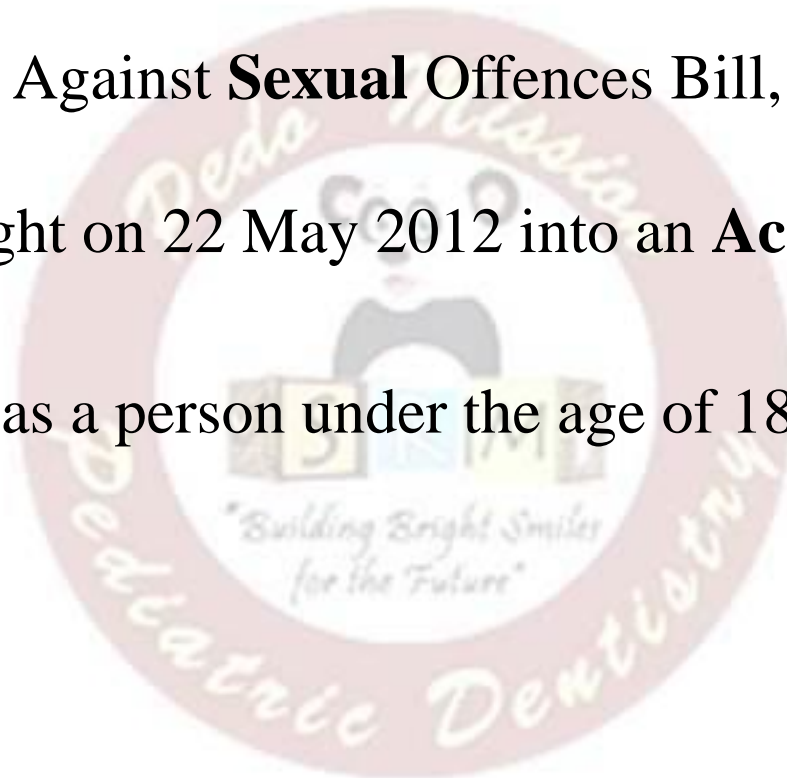 Against Sexual Offences Bill,
Pedo Mission
ght on 22 May 2012 into an Ac
as a person under the age of 18
S R M
"Building Bright Smiles
for the Future"
Pediatric Dentistry